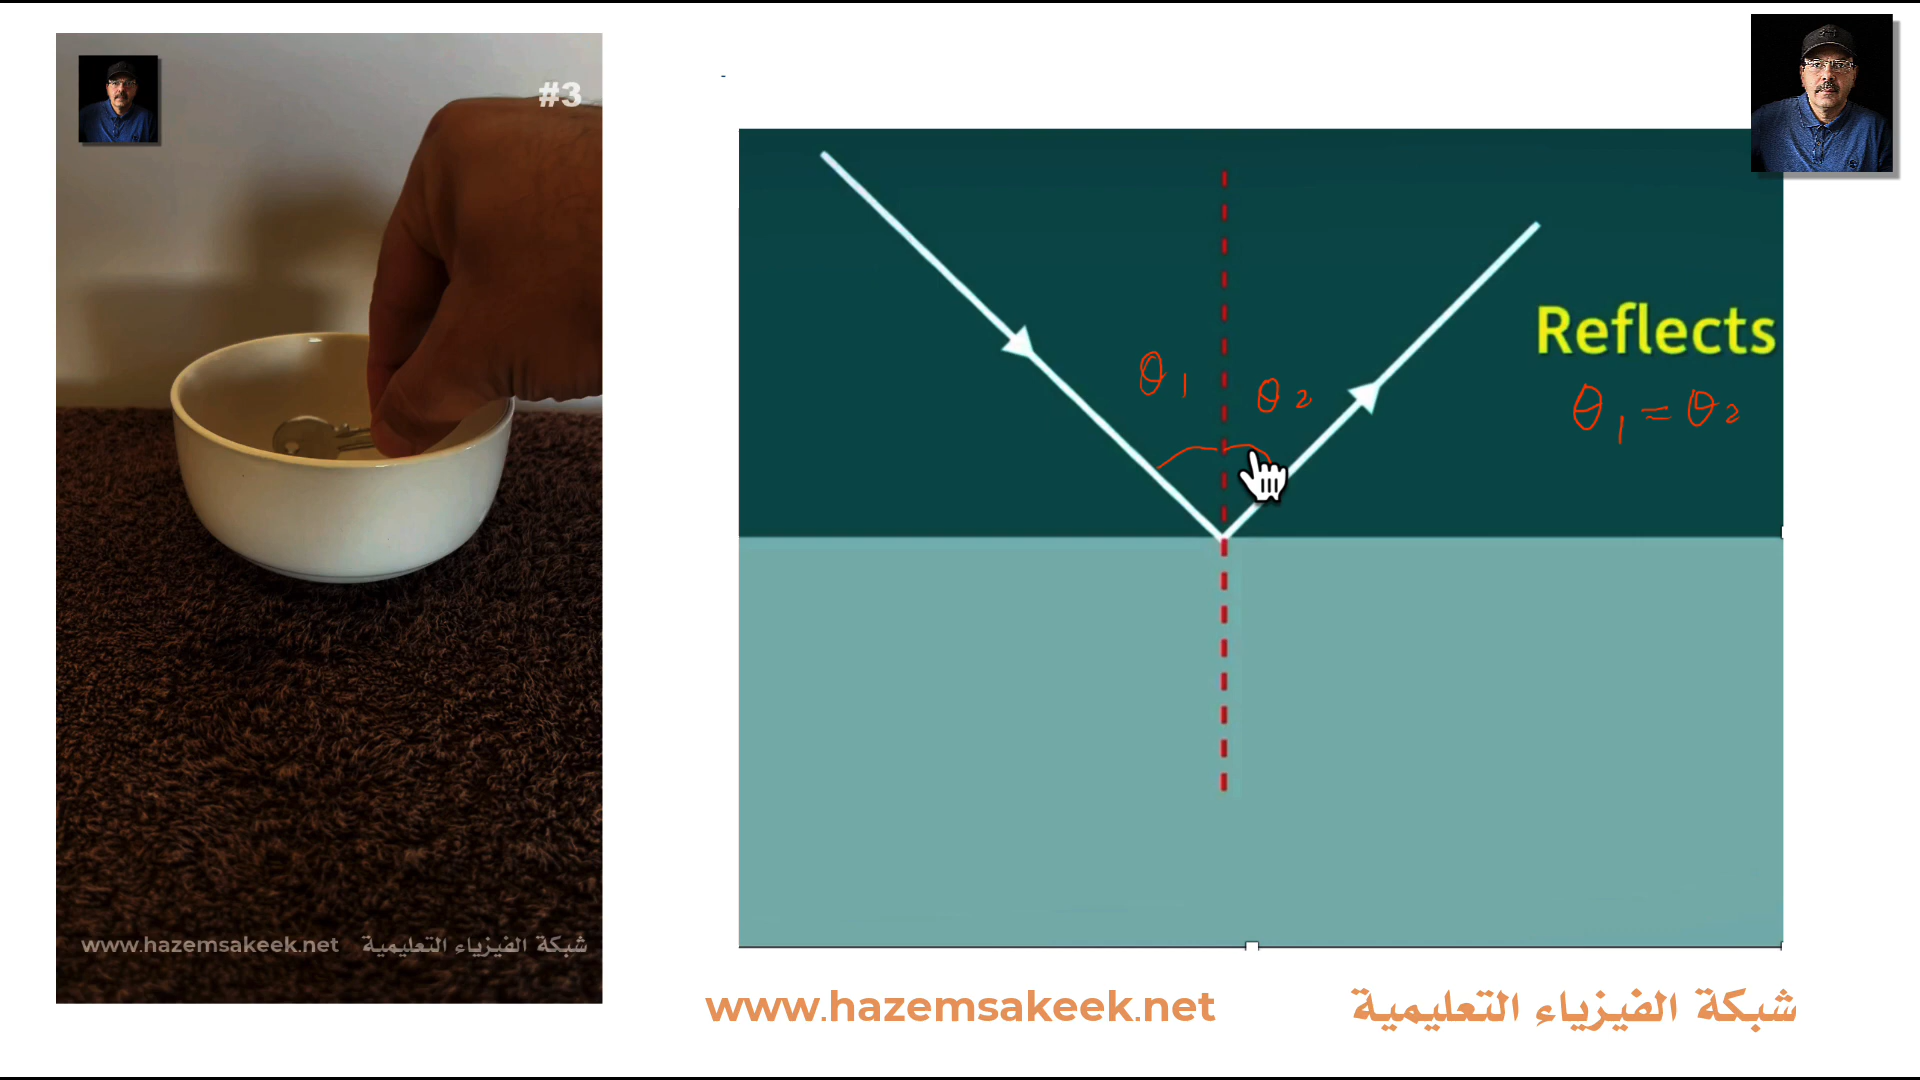 #3
www.hazemsakeek.net شبكة الفيزياء التعليمية
Reflects
θ1 θ2
θ1 = θ2
www.hazemsakeek.net شبكة الفيزياء التعليمية